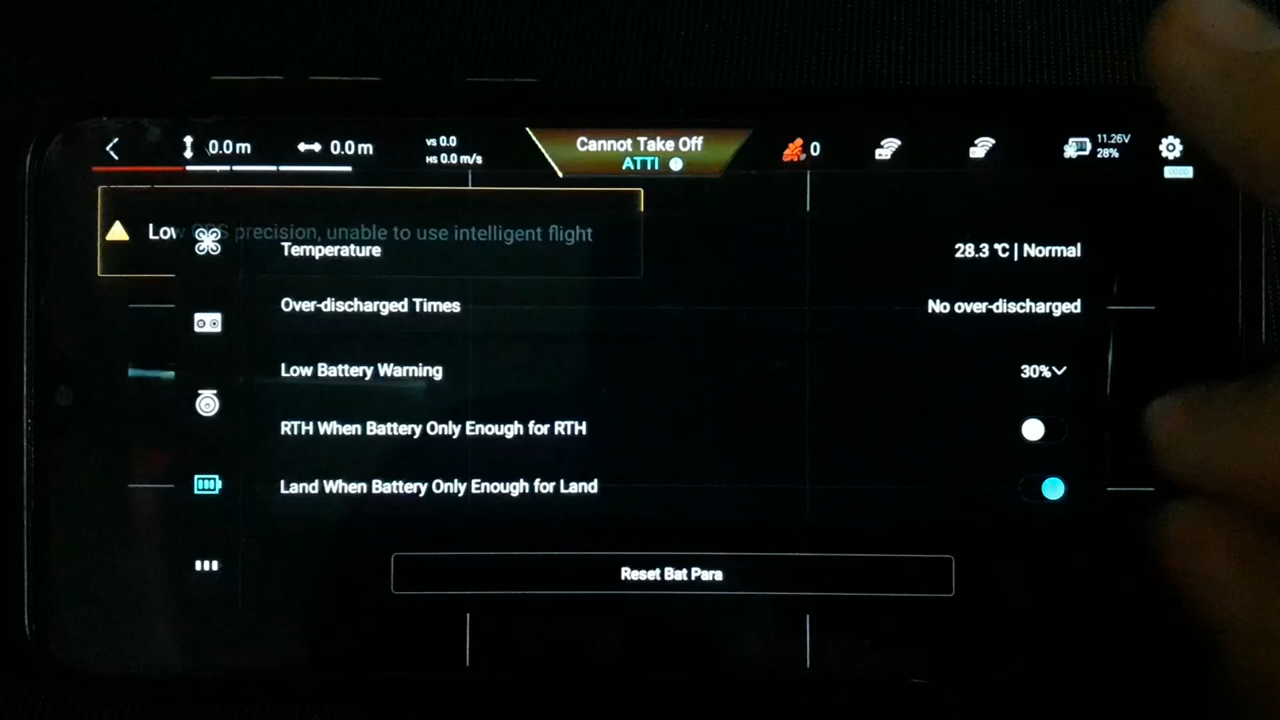 0.0 m
0.0 m
VS 0.0
HS 0.0 m/s
Cannot Take Off
ATTI
0
11.26V
28%
precision, unable to use intelligent flight
Temperature
28.3 ℃ | Normal
Over-discharged Times
No over-discharged
Low Battery Warning
30%
RTH When Battery Only Enough for RTH
Land When Battery Only Enough for Land
Reset Bat Para